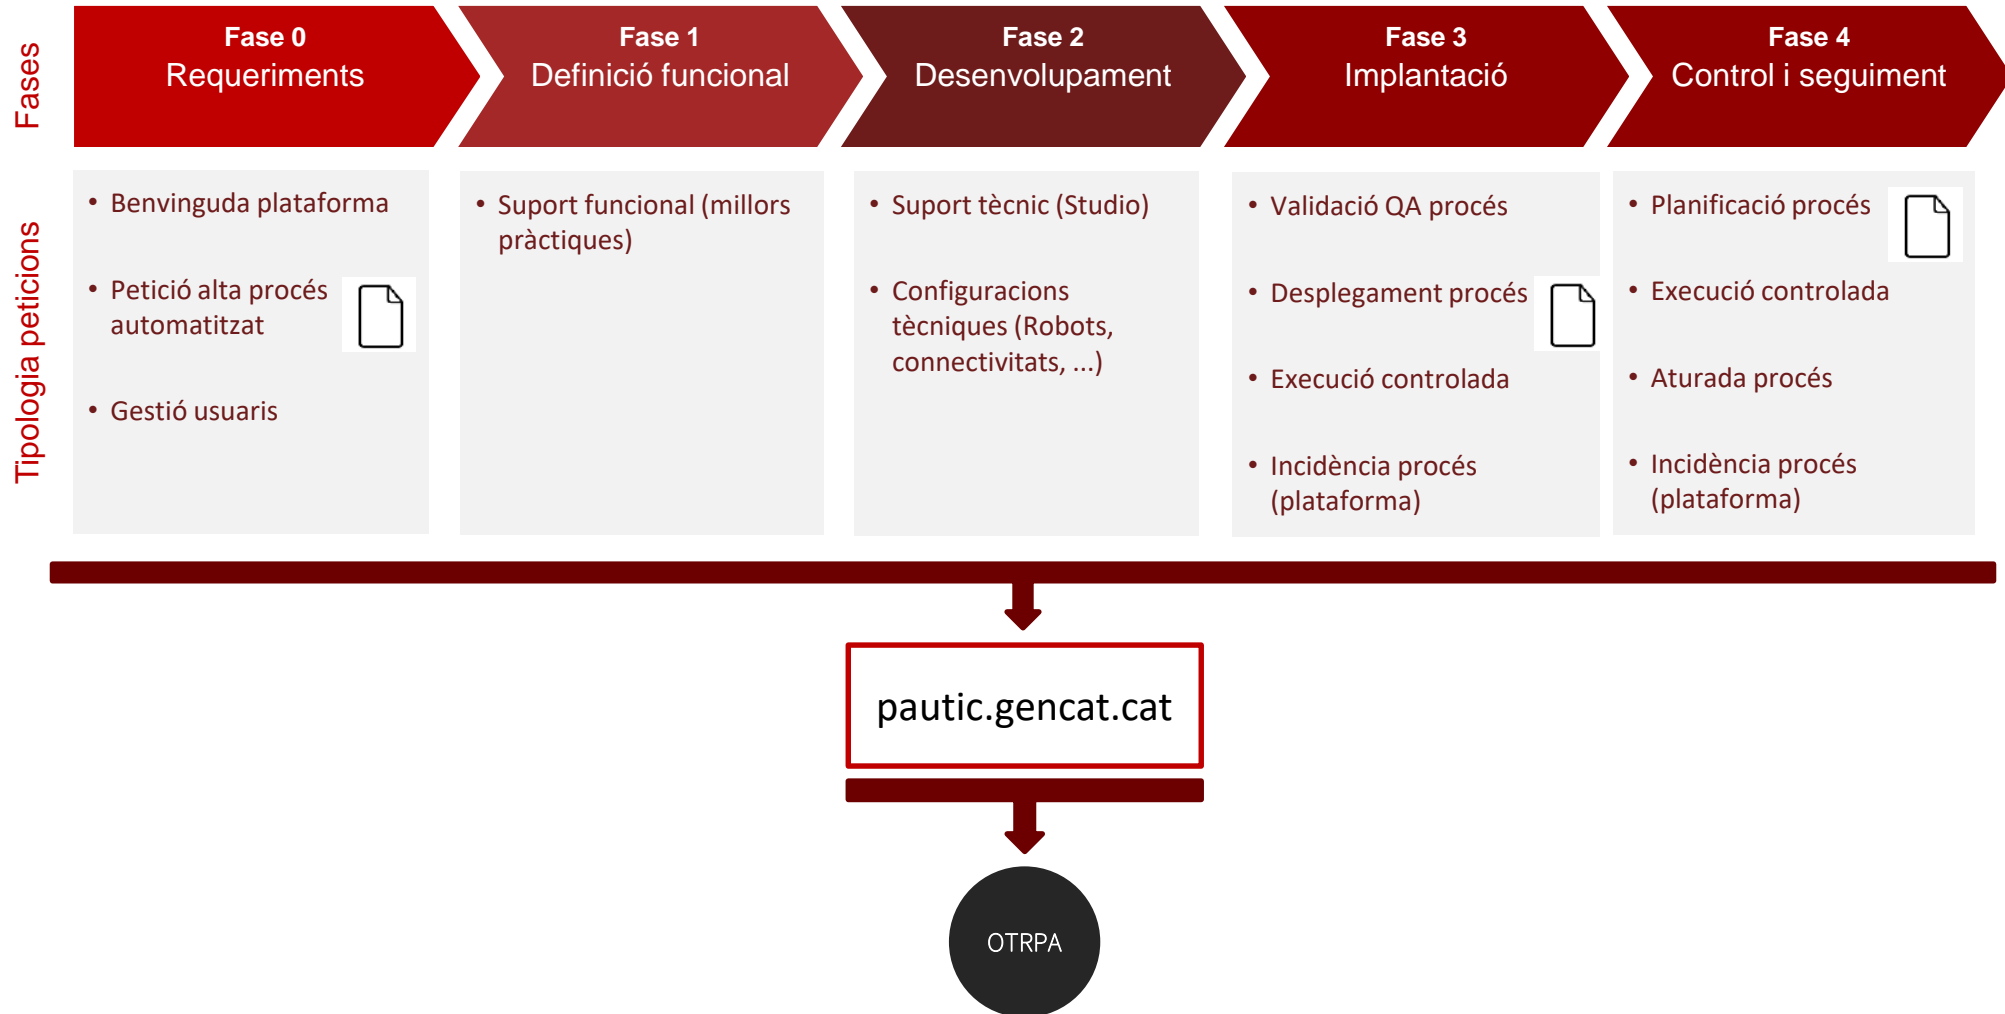 Fases
Fase 0
Requeriments
Fase 1
Definició funcional
Fase 2
Desenvolupament
Fase 3
Implantació
Fase 4
Control i seguiment
Tipologia peticions
• Benvinguda plataforma
• Petició alta procés
automatitzat
• Gestió usuaris
• Suport funcional (millors
pràctiques)
• Suport tècnic (Studio)
• Configuracions
tècniques (Robots,
connectivitats, ...)
• Validació QA procés
• Desplegament procés
• Execució controlada
• Incidència procés
(plataforma)
• Planificació procés
• Execució controlada
• Aturada procés
• Incidència procés
(plataforma)
pautic.gencat.cat
OTRPA